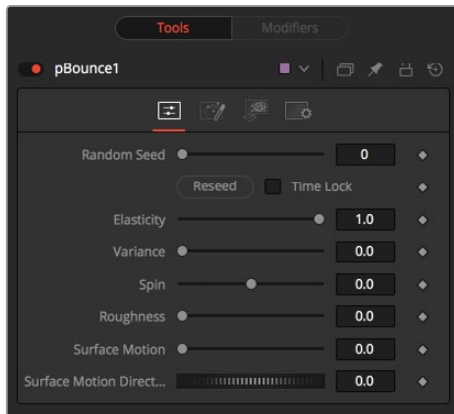 Tools Modifiers
pBounce1
Random Seed 0
Reseed Time Lock
Elasticity 1.0
Variance 0.0
Spin 0.0
Roughness 0.0
Surface Motion 0.0
Surface Motion Direct... 0.0